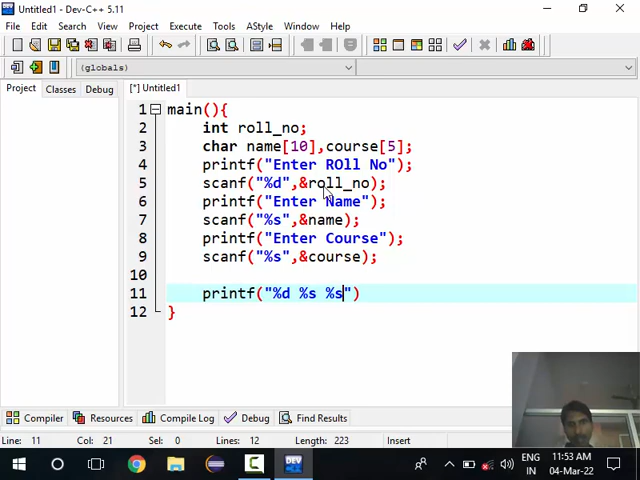 Untitled1 - Dev-C++ 5.11
File Edit Search View Project Execute Tools AStyle Window Help
(globals)
Project Classes Debug [*] Untitled1
1 main(){
2 int roll_no;
3 char name[10],course[5];
4 printf("Enter ROll No");
5 scanf("%d",&roll_no);
6 printf("Enter Name");
7 scanf("%s",&name);
8 printf("Enter Course");
9 scanf("%s",&course);
10
11 printf("%d %s %s")
12 }
Compiler Resources Compile Log Debug Find Results
Line: 11 Col: 21 Sel: 0 Lines: 12 Length: 223 Insert
ENG 11:53 AM
IN 04-Mar-22